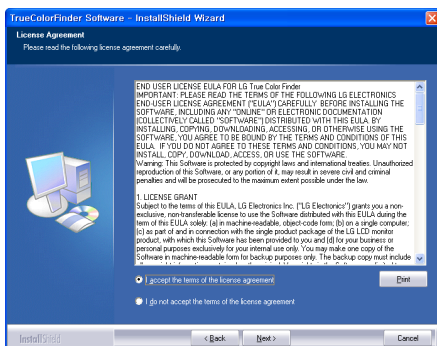 TrueColorFinder Software - InstallShield Wizard
License Agreement
Please read the following license agreement carefully.
END USER LICENSE EULA FOR LG True Color Finder
IMPORTANT: PLEASE READ THE TERMS OF THE FOLLOWING LG ELECTRONICS
END-USER LICENSE AGREEMENT ("EULA") CAREFULLY BEFORE INSTALLING THE
SOFTWARE, INCLUDING ANY "ONLINE" OR ELECTRONIC DOCUMENTATION
(COLLECTIVELY CALLED "SOFTWARE") DISTRIBUTED WITH THIS EULA. BY
INSTALLING, COPYING, DOWNLOADING, ACCESSING, OR OTHERWISE USING THE
SOFTWARE, YOU AGREE TO BE BOUND BY THE TERMS AND CONDITIONS OF THIS
EULA. IF YOU DO NOT AGREE TO THESE TERMS AND CONDITIONS, YOU MAY NOT
INSTALL, COPY, DOWNLOAD, ACCESS, OR USE THE SOFTWARE.
Warning: This Software is protected by copyright laws and international treaties. Unauthorized
reproduction of this Software, or any portion of it, may result in severe civil and criminal
penalties and will be prosecuted to the maximum extent possible under the law.
1. LICENSE GRANT
Subject to the terms of this EULA, LG Electronics Inc. ("LG Electronics") grants you a non-
exclusive, non-transferable license to use the Software distributed with this EULA during the
term of this EULA solely: (a) in machine-readable, object-code form; (b) on a single computer;
(c) as part of and in connection with the single product package of the LG LCD monitor
product, with which this Software has been provided to you and (d) for your business or
personal purposes exclusively for your internal use only. You may make one copy of the
Software in machine-readable form for backup purposes only. The backup copy must include
I accept the terms of the license agreement
Print
I do not accept the terms of the license agreement
InstallShield
< Back
Next >
Cancel